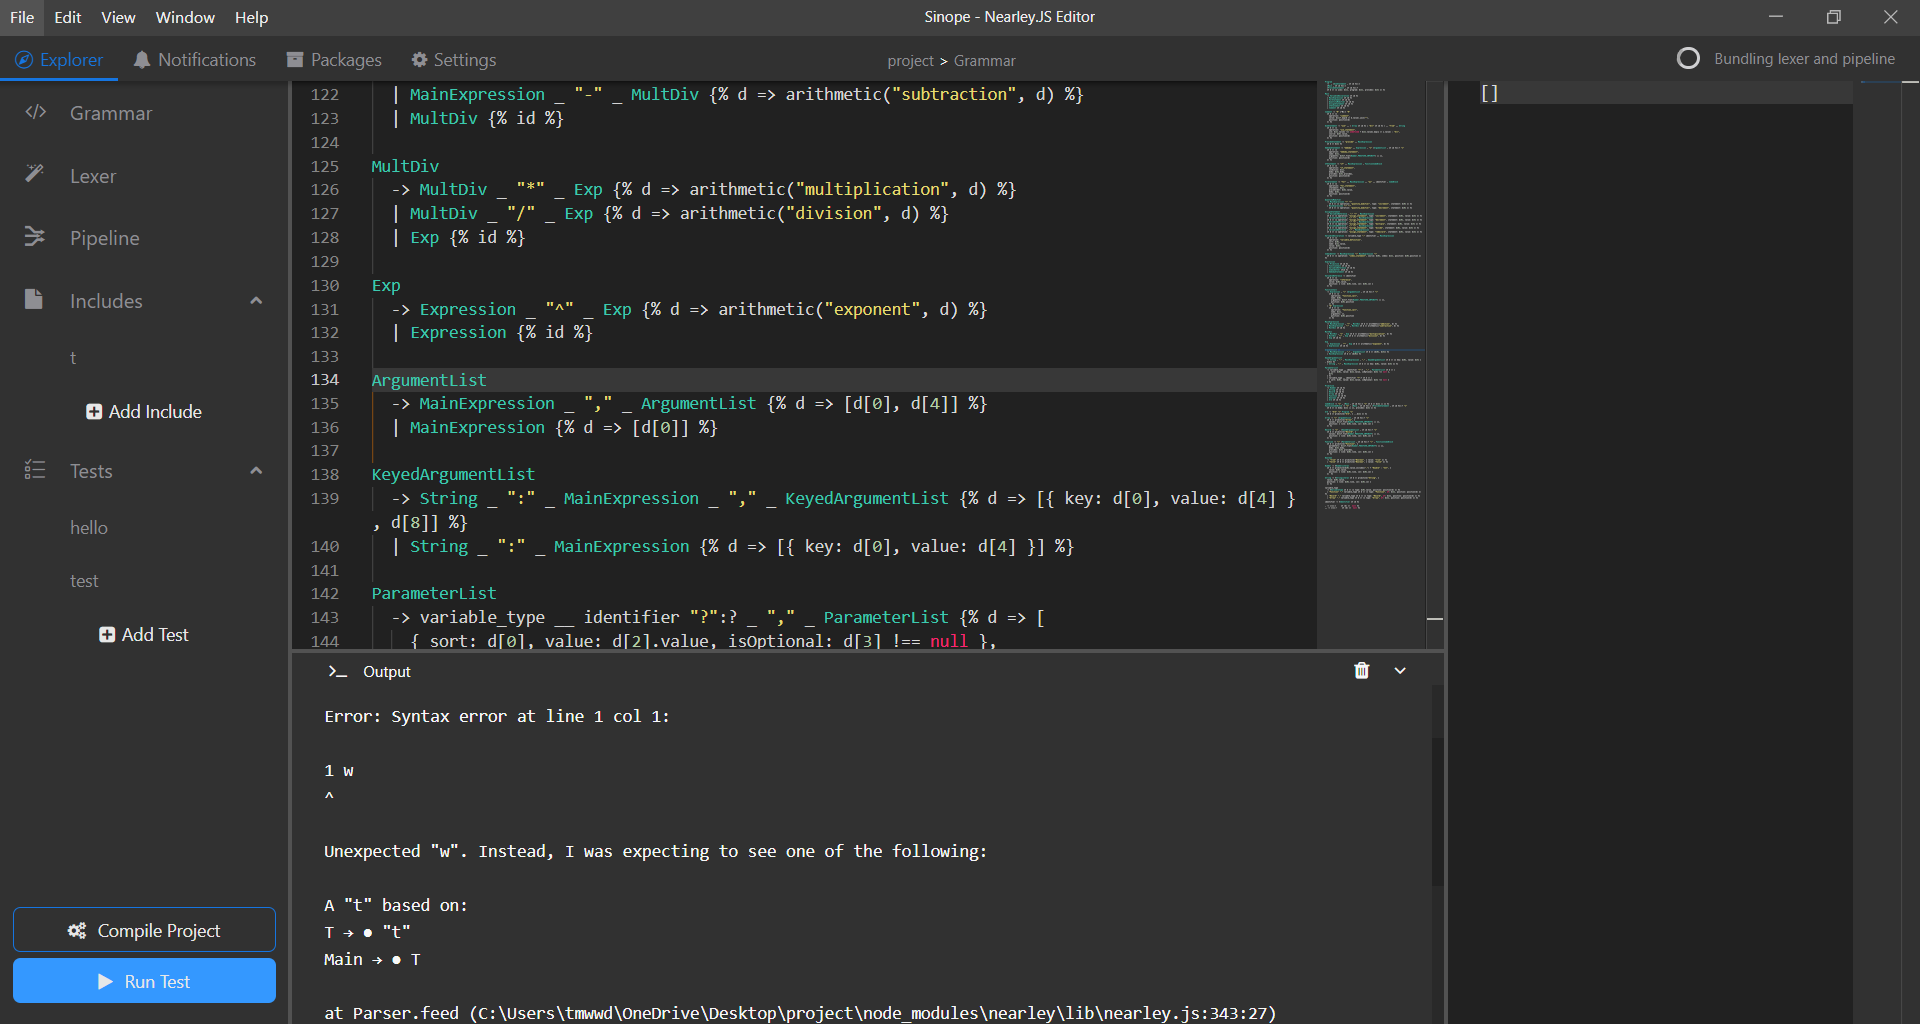 File Edit View Window Help
Sinope - Nearley.JS Editor
Explorer Notifications Packages Settings
project > Grammar
Bundling lexer and pipeline
Grammar
Lexer
Pipeline
Includes
t
Add Include
Tests
hello
test
Add Test
Compile Project
Run Test
122 | MainExpression _ "-" _ MultDiv {% d => arithmetic("subtraction", d) %}
123 | MultDiv {% id %}
124
125 MultDiv
126 -> MultDiv _ "*" _ Exp {% d => arithmetic("multiplication", d) %}
127 | MultDiv _ "/" _ Exp {% d => arithmetic("division", d) %}
128 | Exp {% id %}
129
130 Exp
131 -> Expression _ "^" _ Exp {% d => arithmetic("exponent", d) %}
132 | Expression {% id %}
133
134 ArgumentList
135 -> MainExpression _ "," _ ArgumentList {% d => [d[0], d[4]] %}
136 | MainExpression {% d => [d[0]] %}
137
138 KeyedArgumentList
139 -> String _ ":" _ MainExpression _ "," _ KeyedArgumentList {% d => [{ key: d[0], value: d[4] }
, d[8]] %}
140 | String _ ":" _ MainExpression {% d => [{ key: d[0], value: d[4] }] %}
141
142 ParameterList
143 -> variable_type __ identifier "?":? _ "," _ ParameterList {% d => [
144 { sort: d[0], value: d[2].value, isOptional: d[3] !== null },
[]
>_ Output
Error: Syntax error at line 1 col 1:
1 w
^
Unexpected "w". Instead, I was expecting to see one of the following:
A "t" based on:
T → ● "t"
Main → ● T
at Parser.feed (C:\Users\tmwwd\OneDrive\Desktop\project\node_modules\nearley\lib\nearley.js:343:27)